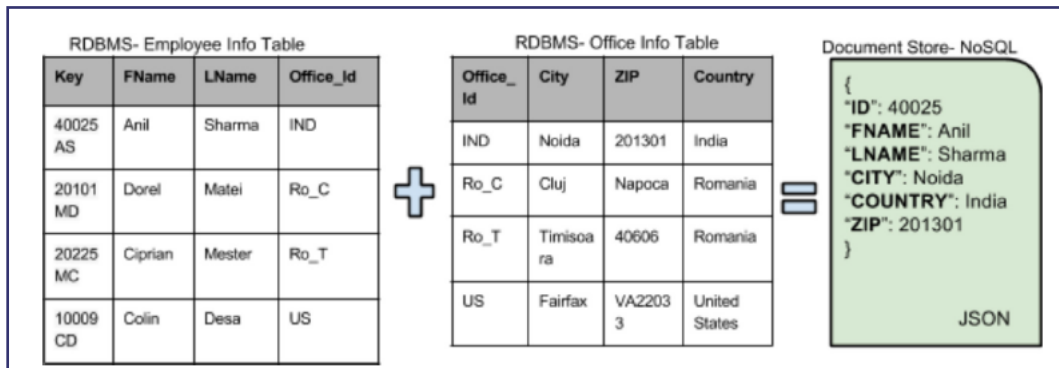 RDBMS- Employee Info Table
Key FName LName Office_Id
40025 Anil Sharma IND
AS
20101 Dorel Matei Ro_C
MD
20225 Ciprian Mester Ro_T
MC
10009 Colin Desa US
CD
RDBMS- Office Info Table
Office_ City ZIP Country
Id
IND Noida 201301 India
Ro_C Cluj Napoca Romania
Ro_T Timisoa 40606 Romania
ra
US Fairfax VA2203 United
3 States
Document Store- NoSQL
{
“ID”: 40025
“FNAME”: Anil
“LNAME”: Sharma
“CITY”: Noida
“COUNTRY”: India
“ZIP”: 201301
}
JSON